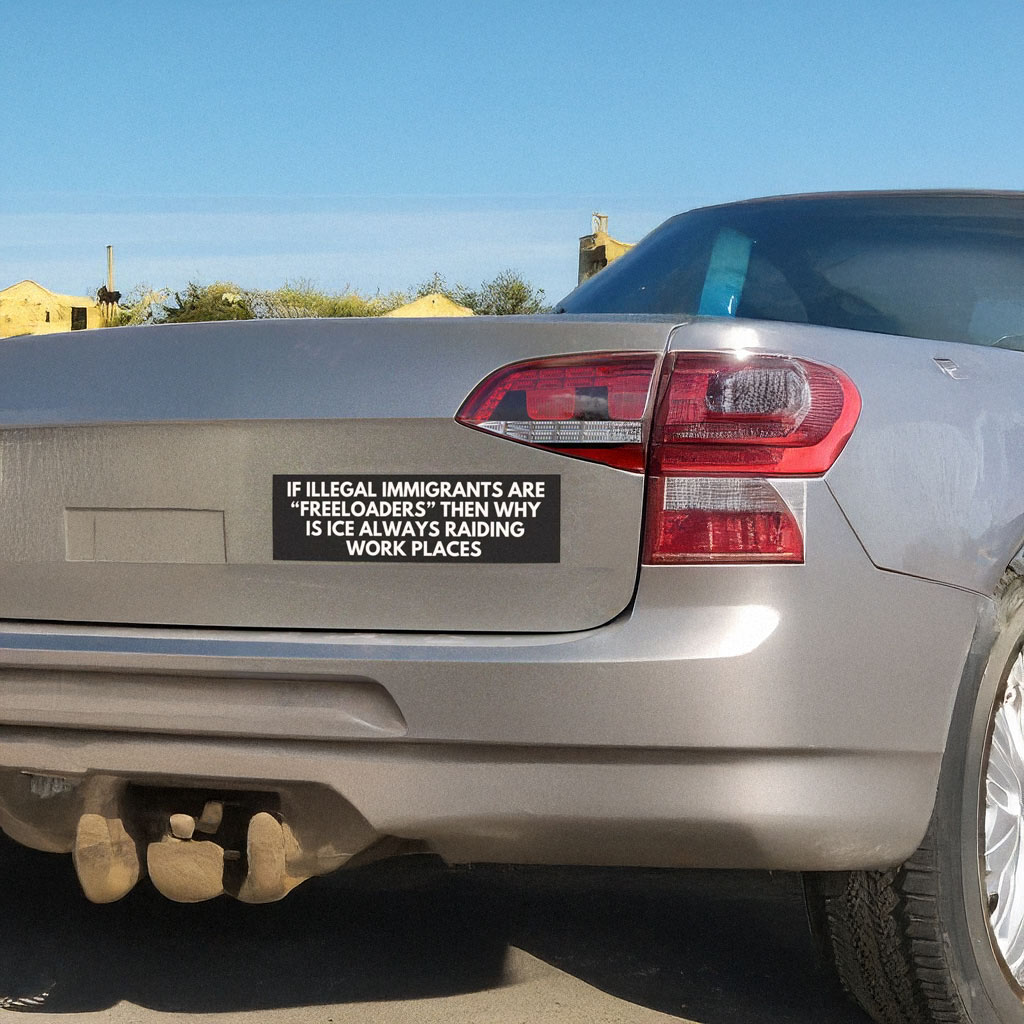 IF ILLEGAL IMMIGRANTS ARE
“FREELOADERS” THEN WHY
IS ICE ALWAYS RAIDING
WORK PLACES